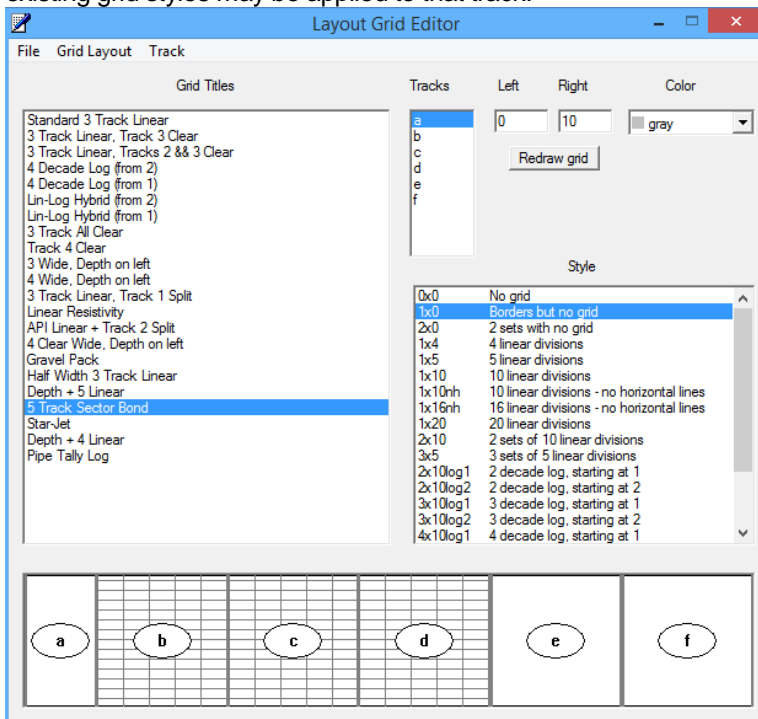 existing grid styles may be applied to that track.
Layout Grid Editor
File Grid Layout Track
Grid Titles
Tracks Left Right Color
Standard 3 Track Linear
3 Track Linear, Track 3 Clear
3 Track Linear, Tracks 2 && 3 Clear
4 Decade Log (from 2)
4 Decade Log (from 1)
Lin-Log Hybrid (from 2)
Lin-Log Hybrid (from 1)
3 Track All Clear
Track 4 Clear
3 Wide, Depth on left
4 Wide, Depth on left
3 Track Linear, Track 1 Split
Linear Resistivity
API Linear + Track 2 Split
4 Clear Wide, Depth on left
Gravel Pack
Half Width 3 Track Linear
Depth + 5 Linear
5 Track Sector Bond
Star-Jet
Depth + 4 Linear
Pipe Tally Log
a
b
c
d
e
f
0 10 gray
Redraw grid
Style
0x0 No grid
1x0 Borders but no grid
2x0 2 sets with no grid
1x4 4 linear divisions
1x5 5 linear divisions
1x10 10 linear divisions
1x10nh 10 linear divisions - no horizontal lines
1x16nh 16 linear divisions - no horizontal lines
1x20 20 linear divisions
2x10 2 sets of 10 linear divisions
3x5 3 sets of 5 linear divisions
2x10log1 2 decade log, starting at 1
2x10log2 2 decade log, starting at 2
3x10log1 3 decade log, starting at 1
3x10log2 3 decade log, starting at 2
4x10log1 4 decade log, starting at 1
a b c d e f